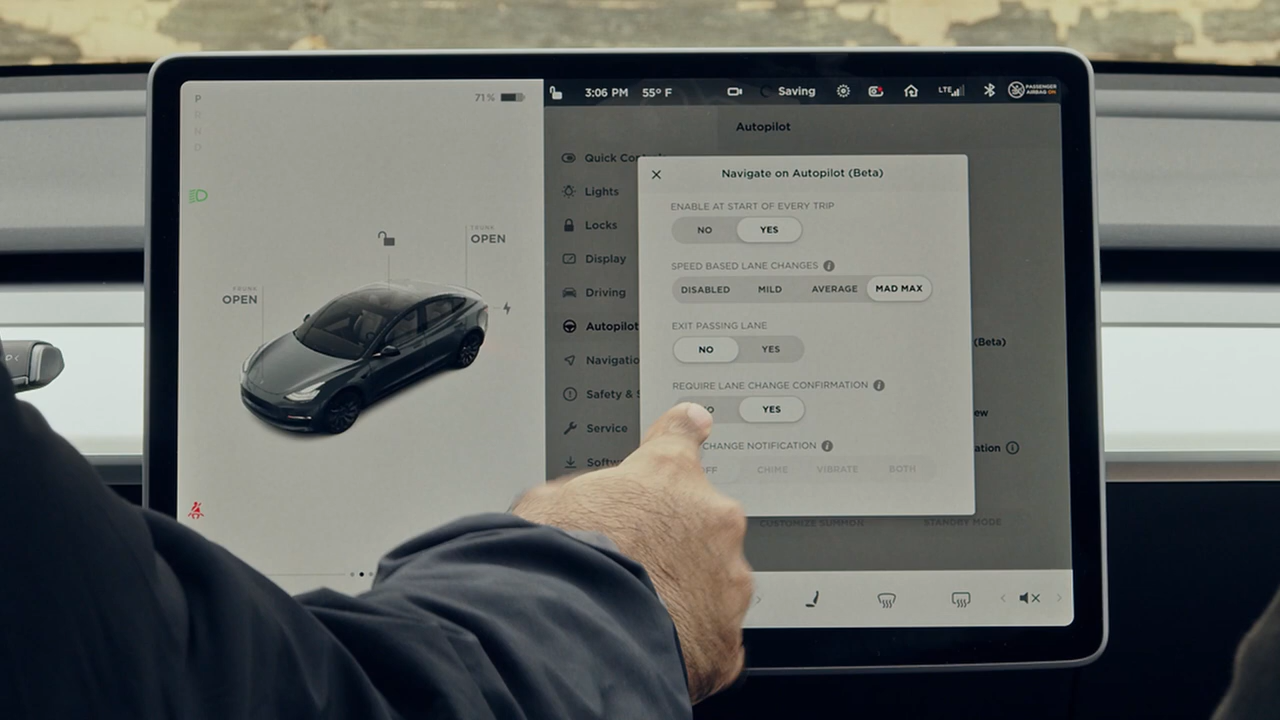 P
R
N
D
71%
3:06 PM 55° F
Saving
LTE
PASSENGER
AIRBAG ON
TRUNK
OPEN
FRUNK
OPEN
Autopilot
Quick Con
Lights
Locks
Display
Driving
Autopilot
Navigatio
Safety & S
Service
Softw
Navigate on Autopilot (Beta)
ENABLE AT START OF EVERY TRIP
NO YES
SPEED BASED LANE CHANGES
DISABLED MILD AVERAGE MAD MAX
EXIT PASSING LANE
NO YES
REQUIRE LANE CHANGE CONFIRMATION
YES
CHANGE NOTIFICATION
OFF CHIME VIBRATE BOTH
(Beta)
ew
ation
CUSTOMIZE SUMMON STANDBY MODE